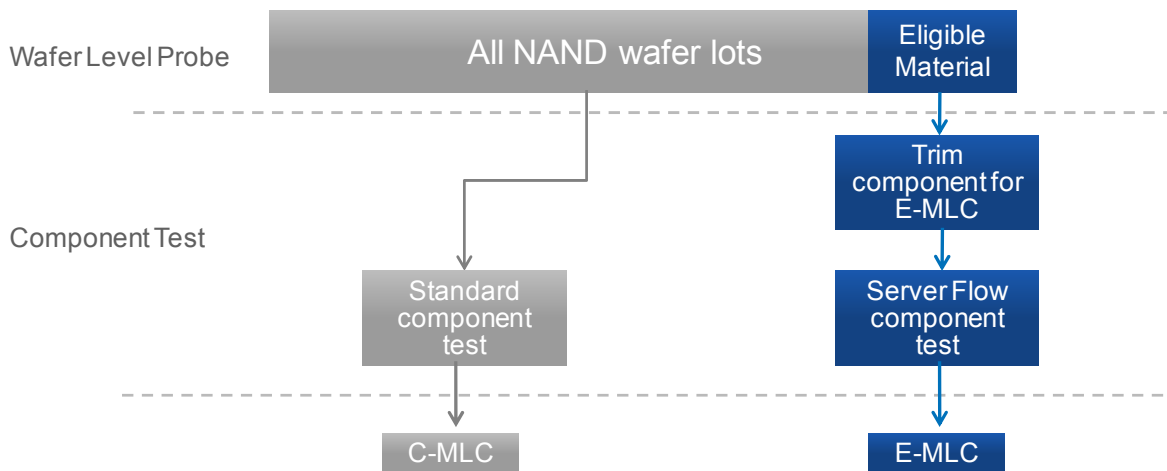 Wafer Level Probe
All NAND wafer lots
Eligible
Material
Trim
component for
E-MLC
Component Test
Standard
component
test
Server Flow
component
test
C-MLC
E-MLC